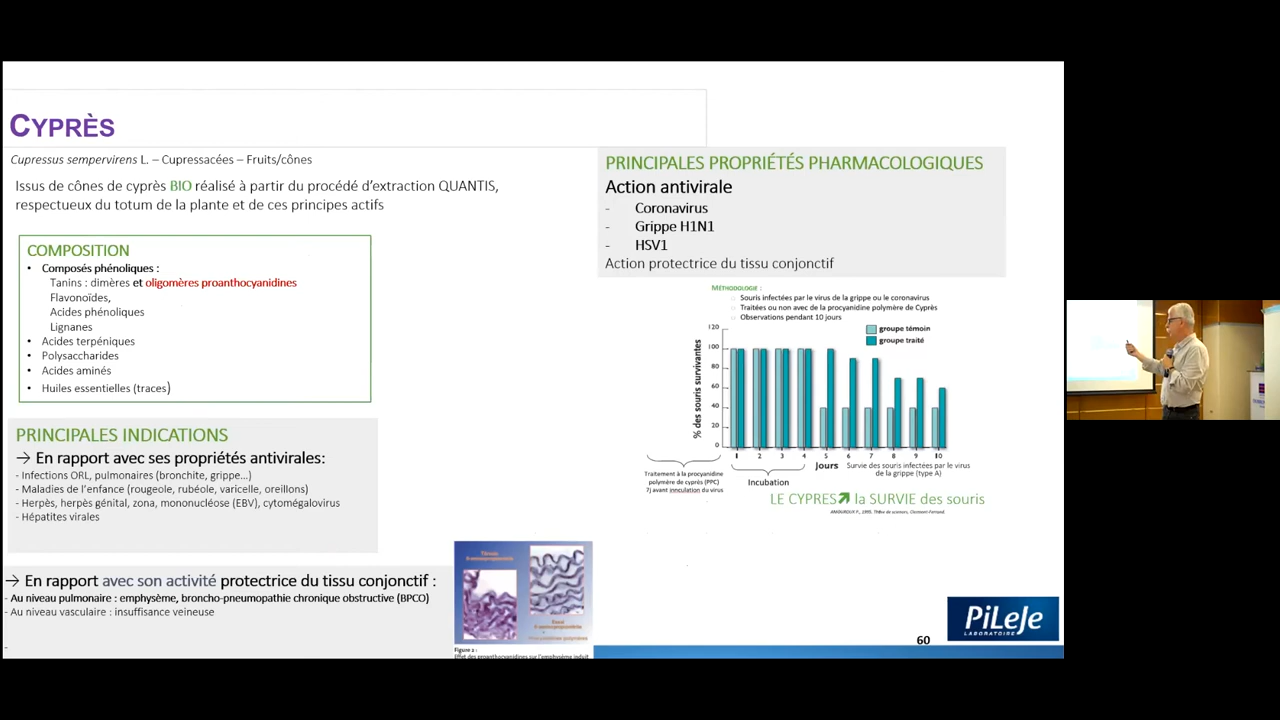 CYPRÈS
Cupressus sempervirens L. – Cupressacées – Fruits/cônes
Issus de cônes de cyprès BIO réalisé à partir du procédé d'extraction QUANTIS,
respectueux du totum de la plante et de ces principes actifs
COMPOSITION
• Composés phénoliques :
Tanins : dimères et oligomères proanthocyanidines
Flavonoïdes,
Acides phénoliques
Lignanes
• Acides terpéniques
• Polysaccharides
• Acides aminés
• Huiles essentielles (traces)
PRINCIPALES INDICATIONS
→ En rapport avec ses propriétés antivirales:
- Infections ORL, pulmonaires (bronchite, grippe...)
- Maladies de l'enfance (rougeole, rubéole, varicelle, oreillons)
- Herpès, herpès génital, zona, mononucléose (EBV), cytomégalovirus
- Hépatites virales
→ En rapport avec son activité protectrice du tissu conjonctif :
- Au niveau pulmonaire : emphysème, broncho-pneumopathie chronique obstructive (BPCO)
- Au niveau vasculaire : insuffisance veineuse
-
Figure 2 :
Effet des proanthocyanidines sur l'emphysème induit
PRINCIPALES PROPRIÉTÉS PHARMACOLOGIQUES
Action antivirale
- Coronavirus
- Grippe H1N1
- HSV1
Action protectrice du tissu conjonctif
MÉTHODOLOGIE :
Souris infectées par le virus de la grippe ou le coronavirus
Traitées ou non avec de la procyanidine polymère de Cyprès
Observations pendant 10 jours
groupe témoin
groupe traité
% des souris survivantes
120
100
80
60
40
20
0
1 2 3 4 5 6 7 8 9 10
Traitement à la procyanidine
polymère de cyprès (PPC)
7j avant innculation du virus
Incubation
Jours
Survie des souris infectées par le virus
de la grippe (type A)
LE CYPRES↗ la SURVIE des souris
PiLeJe
LABORATOIRE
60